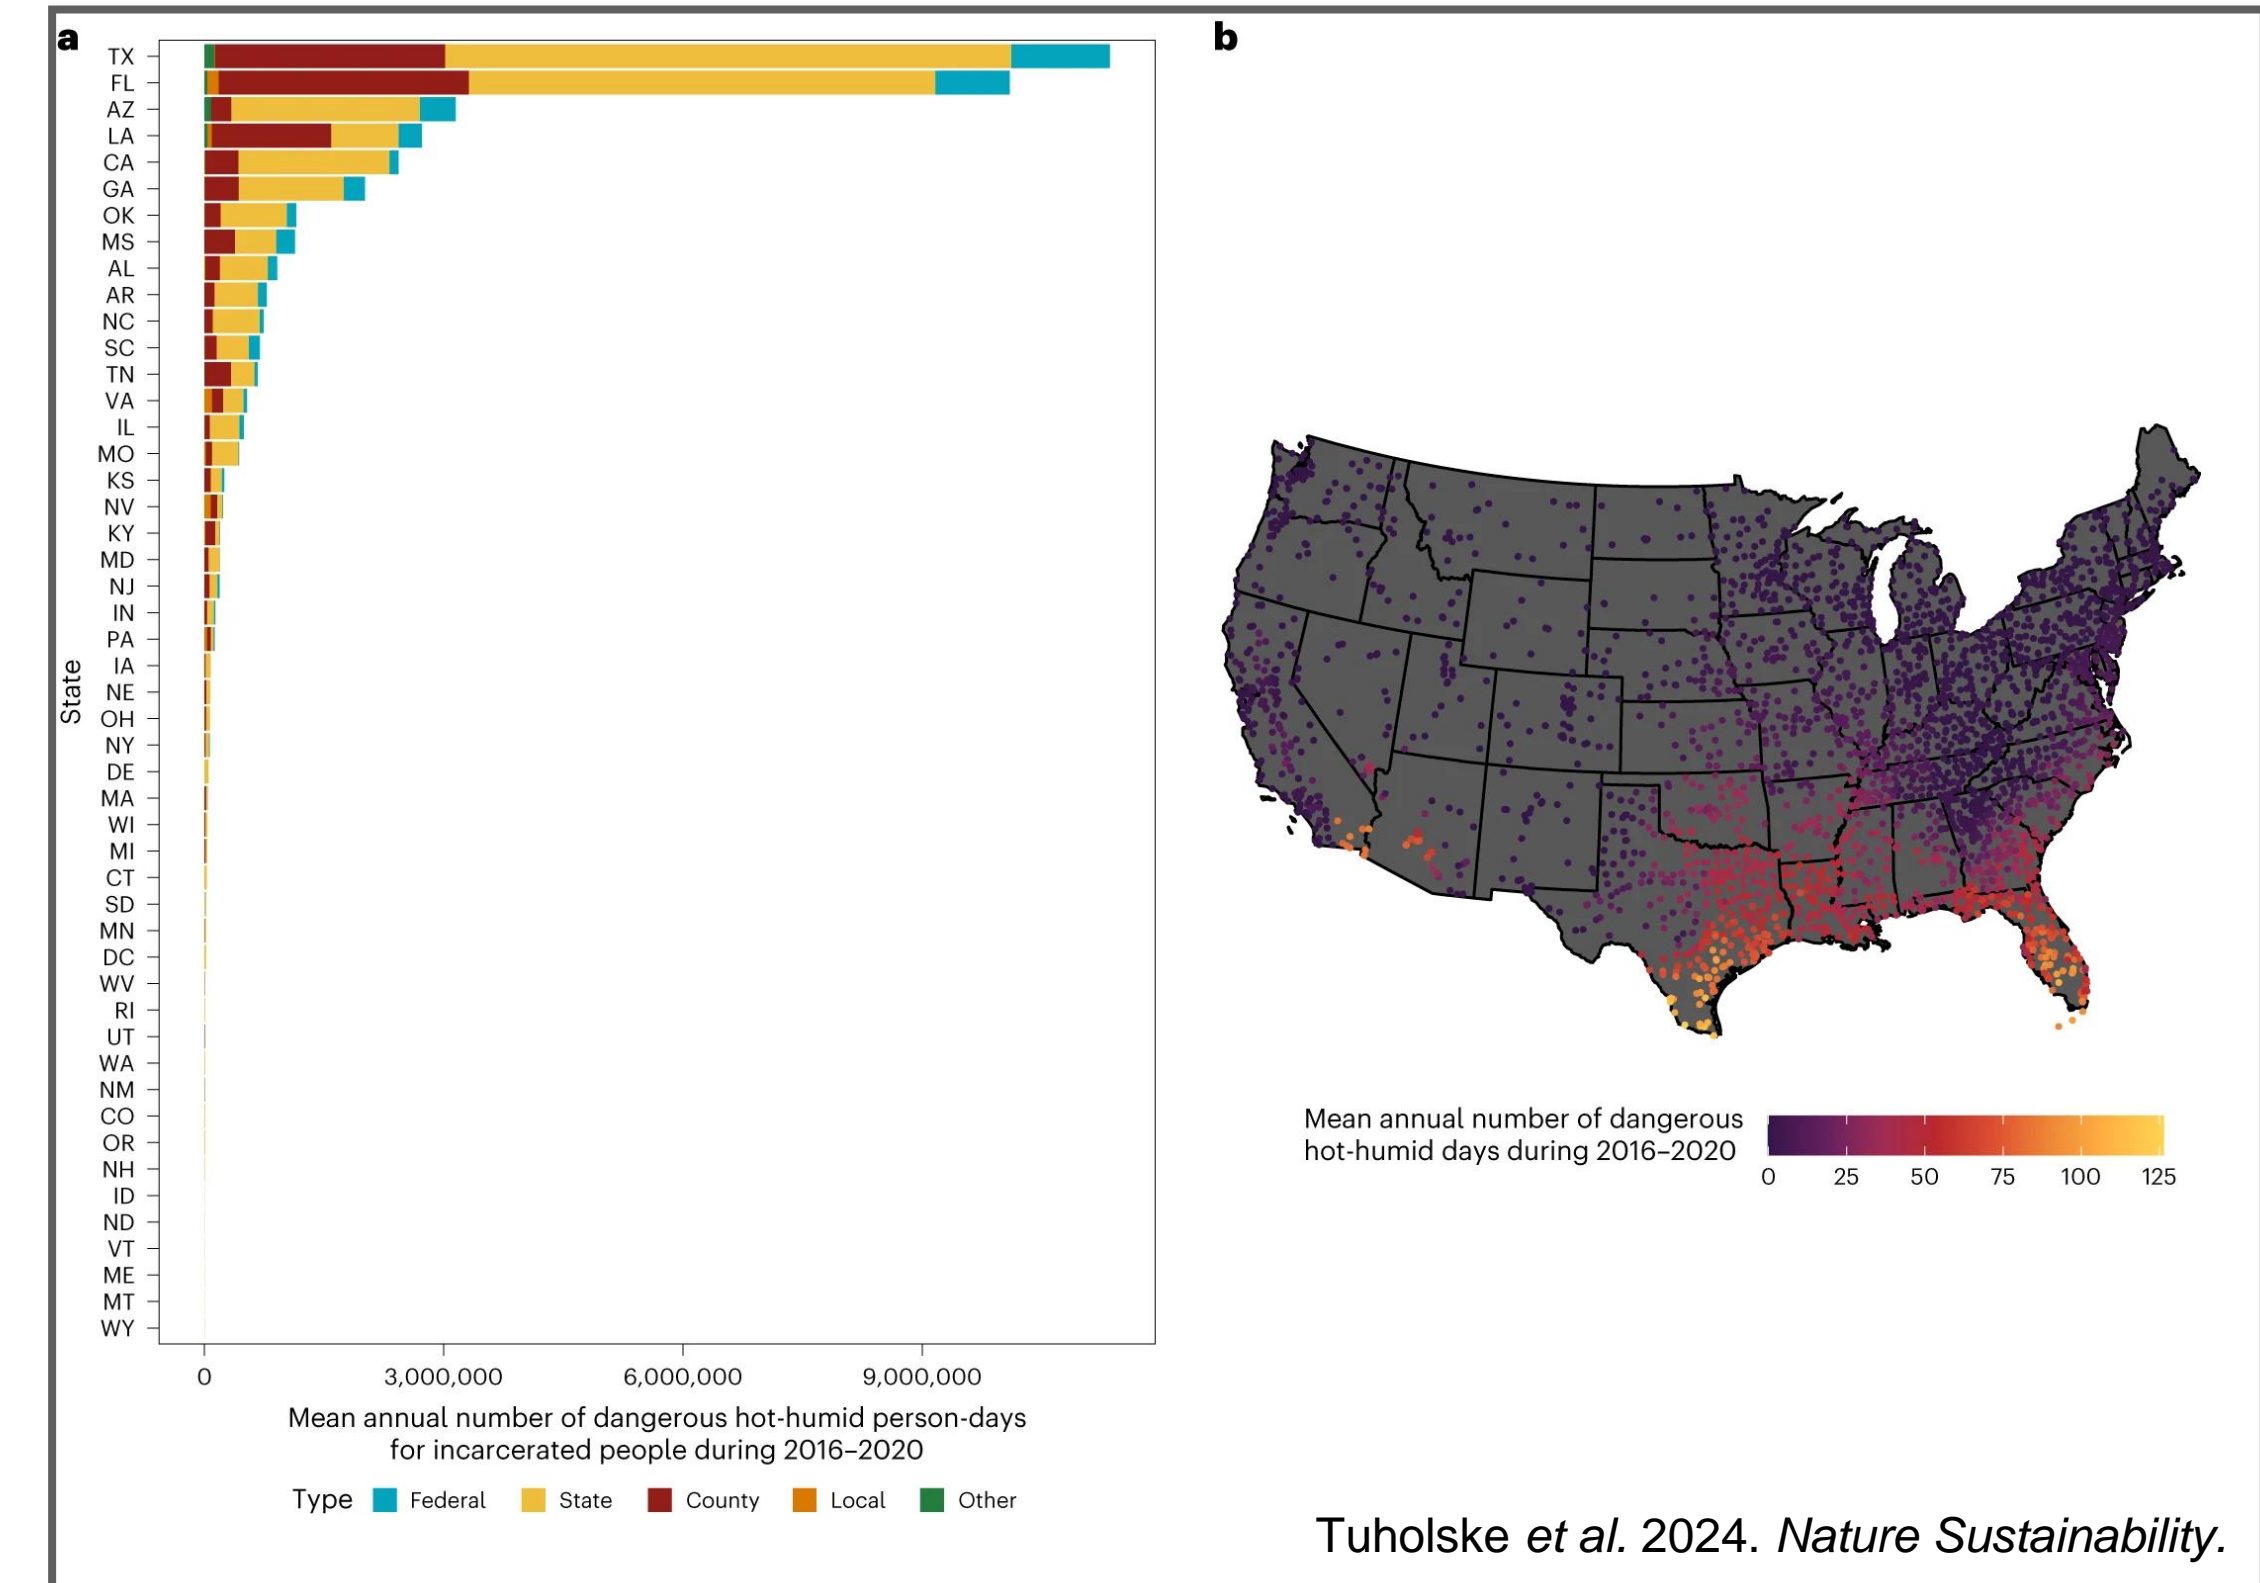 a
TX
FL
AZ
LA
CA
GA
OK
MS
AL
AR
NC
SC
TN
VA
IL
MO
KS
NV
KY
MD
NJ
IN
PA
IA
NE
OH
NY
DE
MA
WI
MI
CT
SD
MN
DC
WV
RI
UT
WA
NM
CO
OR
NH
ID
ND
VT
ME
MT
WY
State
0 3,000,000 6,000,000 9,000,000
Mean annual number of dangerous hot-humid person-days
for incarcerated people during 2016–2020
Type Federal State County Local Other
b
Mean annual number of dangerous
hot-humid days during 2016–2020
0 25 50 75 100 125
Tuholske et al. 2024. Nature Sustainability.